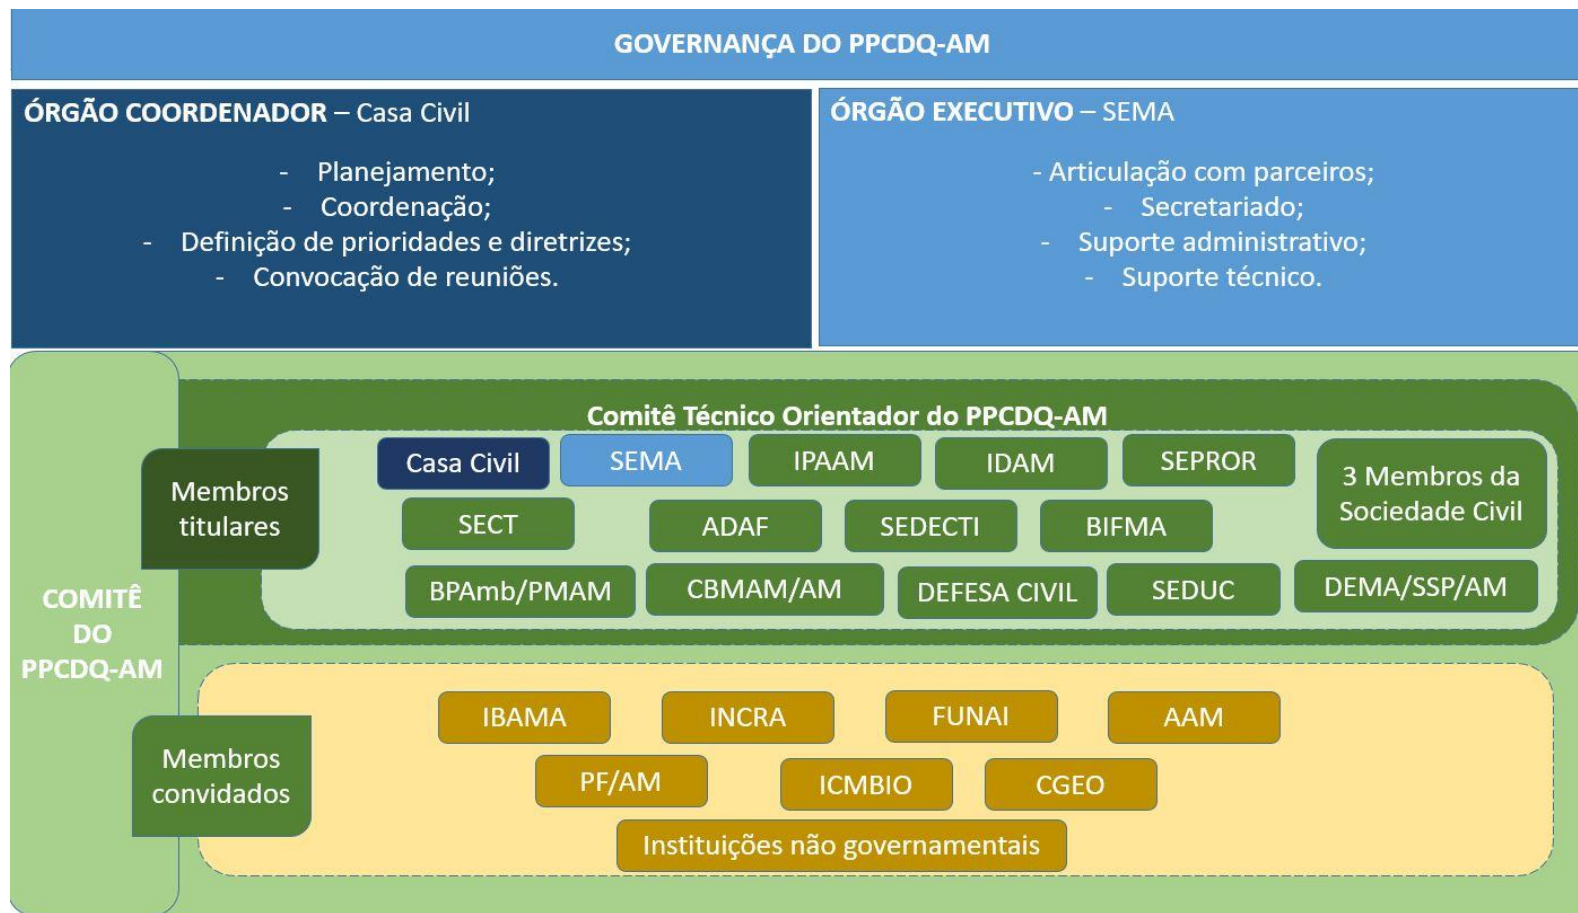 GOVERNANÇA DO PPCDQ-AM
ÓRGÃO COORDENADOR – Casa Civil
- Planejamento;
- Coordenação;
- Definição de prioridades e diretrizes;
- Convocação de reuniões.
ÓRGÃO EXECUTIVO – SEMA
- Articulação com parceiros;
- Secretariado;
- Suporte administrativo;
- Suporte técnico.
COMITÊ
DO
PPCDQ-AM
Comitê Técnico Orientador do PPCDQ-AM
Membros
titulares
Casa Civil
SEMA
IPAAM
IDAM
SEPROR
3 Membros da
Sociedade Civil
SECT
ADAF
SEDECTI
BIFMA
BPAmb/PMAM
CBMAM/AM
DEFESA CIVIL
SEDUC
DEMA/SSP/AM
Membros
convidados
IBAMA
INCRA
FUNAI
AAM
PF/AM
ICMBIO
CGEO
Instituições não governamentais